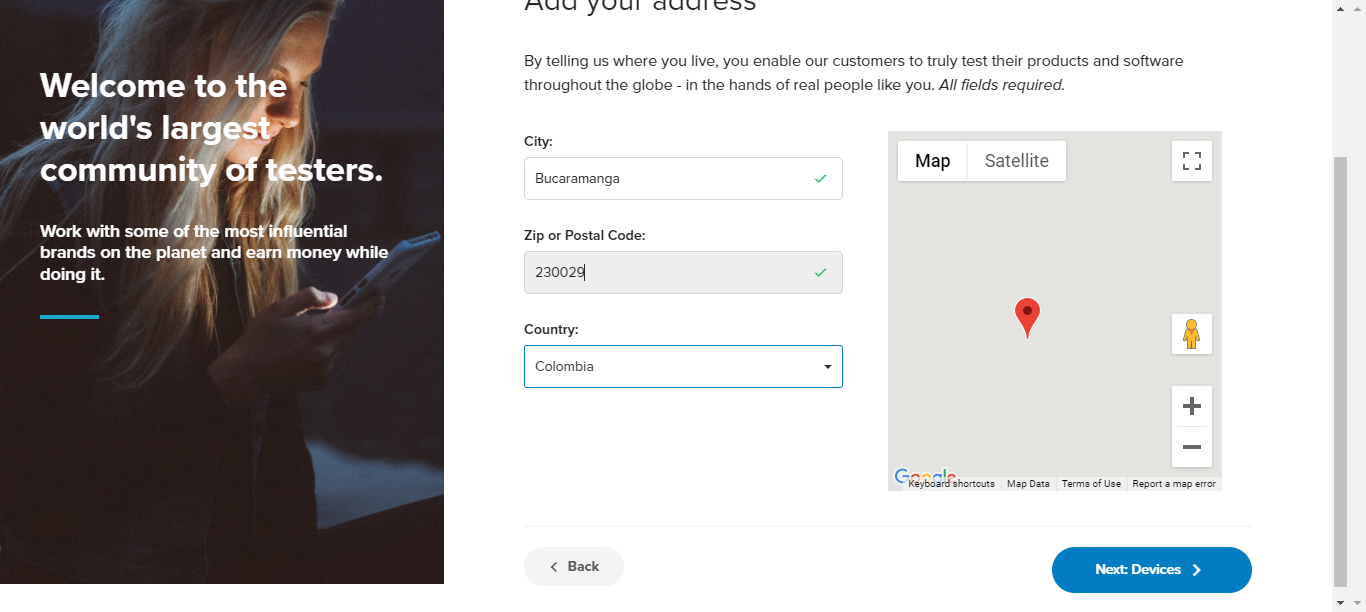 Add your address
Welcome to the
world's largest
community of testers.
Work with some of the most influential
brands on the planet and earn money while
doing it.
By telling us where you live, you enable our customers to truly test their products and software
throughout the globe - in the hands of real people like you. All fields required.
City:
Bucaramanga
Zip or Postal Code:
230029
Country:
Colombia
Map
Satellite
Google
Keyboard shortcuts
Map Data
Terms of Use
Report a map error
Back
Next: Devices